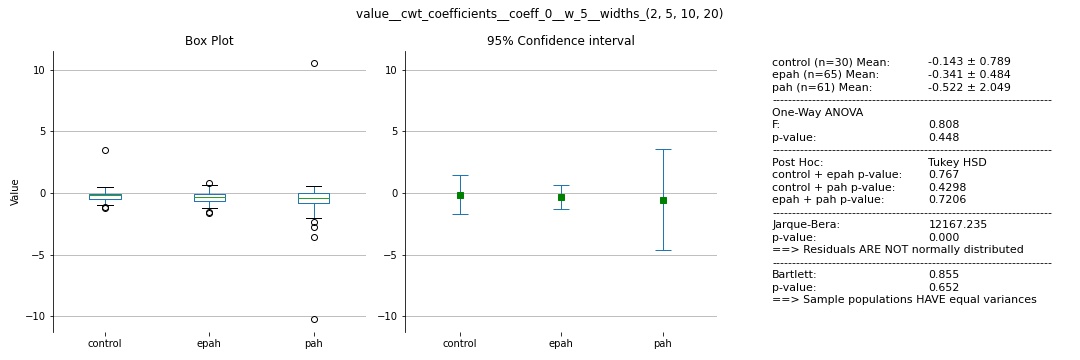 value__cwt_coefficients__coeff_0__w_5__widths_(2, 5, 10, 20)
Box Plot
Value
10
5
0
−5
−10
control epah pah
95% Confidence interval
10
5
0
−5
−10
control epah pah
control (n=30) Mean: -0.143 ± 0.789
epah (n=65) Mean: -0.341 ± 0.484
pah (n=61) Mean: -0.522 ± 2.049
One-Way ANOVA
F: 0.808
p-value: 0.448
Post Hoc: Tukey HSD
control + epah p-value: 0.767
control + pah p-value: 0.4298
epah + pah p-value: 0.7206
Jarque-Bera: 12167.235
p-value: 0.000
==> Residuals ARE NOT normally distributed
Bartlett: 0.855
p-value: 0.652
==> Sample populations HAVE equal variances